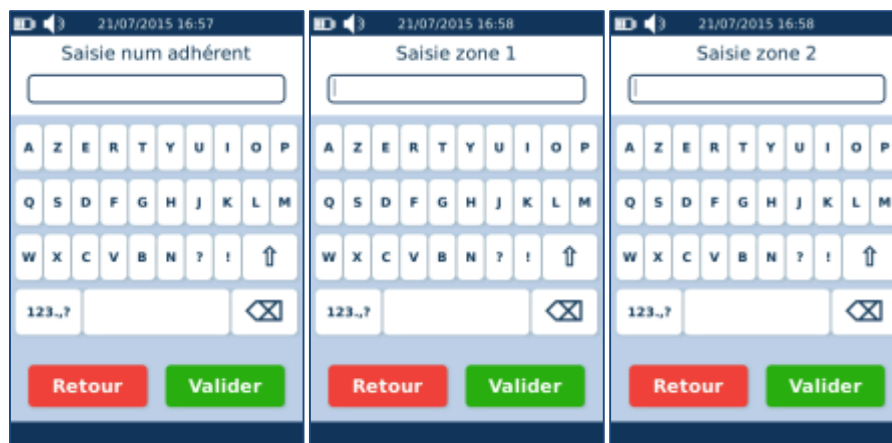 21/07/2015 16:57
Saisie num adhérent
A Z E R T Y U I O P
Q S D F G H J K L M
W X C V B N ? !
123.,?
Retour Valider
21/07/2015 16:58
Saisie zone 1
A Z E R T Y U I O P
Q S D F G H J K L M
W X C V B N ? !
123.,?
Retour Valider
21/07/2015 16:58
Saisie zone 2
A Z E R T Y U I O P
Q S D F G H J K L M
W X C V B N ? !
123.,?
Retour Valider